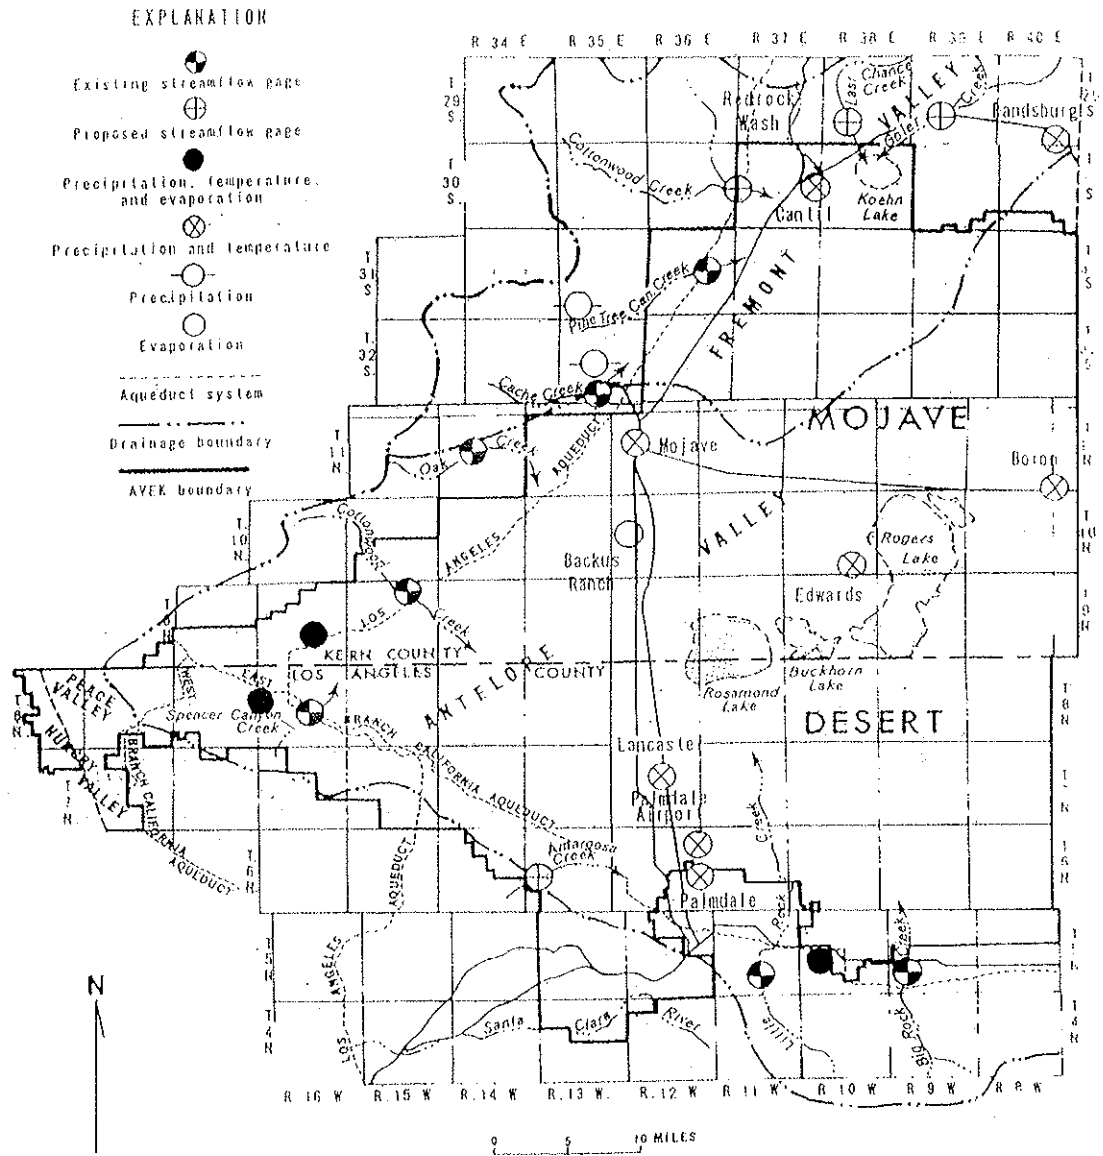 EXPLANATION
Existing streamflow gage
Proposed streamflow gage
Precipitation, temperature,
and evaporation
Precipitation and temperature
Precipitation
Evaporation
Aqueduct system
Drainage boundary
AVEK boundary
R 34 E
R 35 E
R 36 E
R 37 E
R 38 E
R 39 E
R 40 E
T
29
S
Last
Chance
Creek
VALLEY
Creek
Goler
Randsburg
Redrock
Wash
Cottonwood Creek
T
30
S
Cantil
Koehn
Lake
T
31
S
Pine Tree Can. Creek
FREMONT
T
32
S
Cache Creek
MOJAVE
T
11
N
Oak Creek
AQUEDUCT
Mojave
Boron
T
10
N
Cottonwood
ANGELES
VALLEY
Backus
Ranch
Rogers
Lake
Edwards
T
9
N
LOS
Creek
KERN COUNTY
LOS ANGELES COUNTY
ANTELOPE
Buckhorn
Lake
Rosamond
Lake
DESERT
PEACE
VALLEY
WEST
EAST
T
8
N
Spencer Canyon
Creek
BRANCH CALIFORNIA AQUEDUCT
HUNGRY
VALLEY
BRANCH CALIFORNIA
AQUEDUCT
Lancaster
T
7
N
Palmdale
Airport
Creek
T
6
N
Amargosa
Creek
Palmdale
AQUEDUCT
Rock
Creek
T
5
N
ANGELES
T
4
N
LOS
Santa Clara River
Little
Big Rock
N
R 16 W
R. 15 W
R. 14 W
R. 13 W.
R. 12 W
R 11 W
R 10 W
R 9 W
R 8 W
0 5 10 MILES